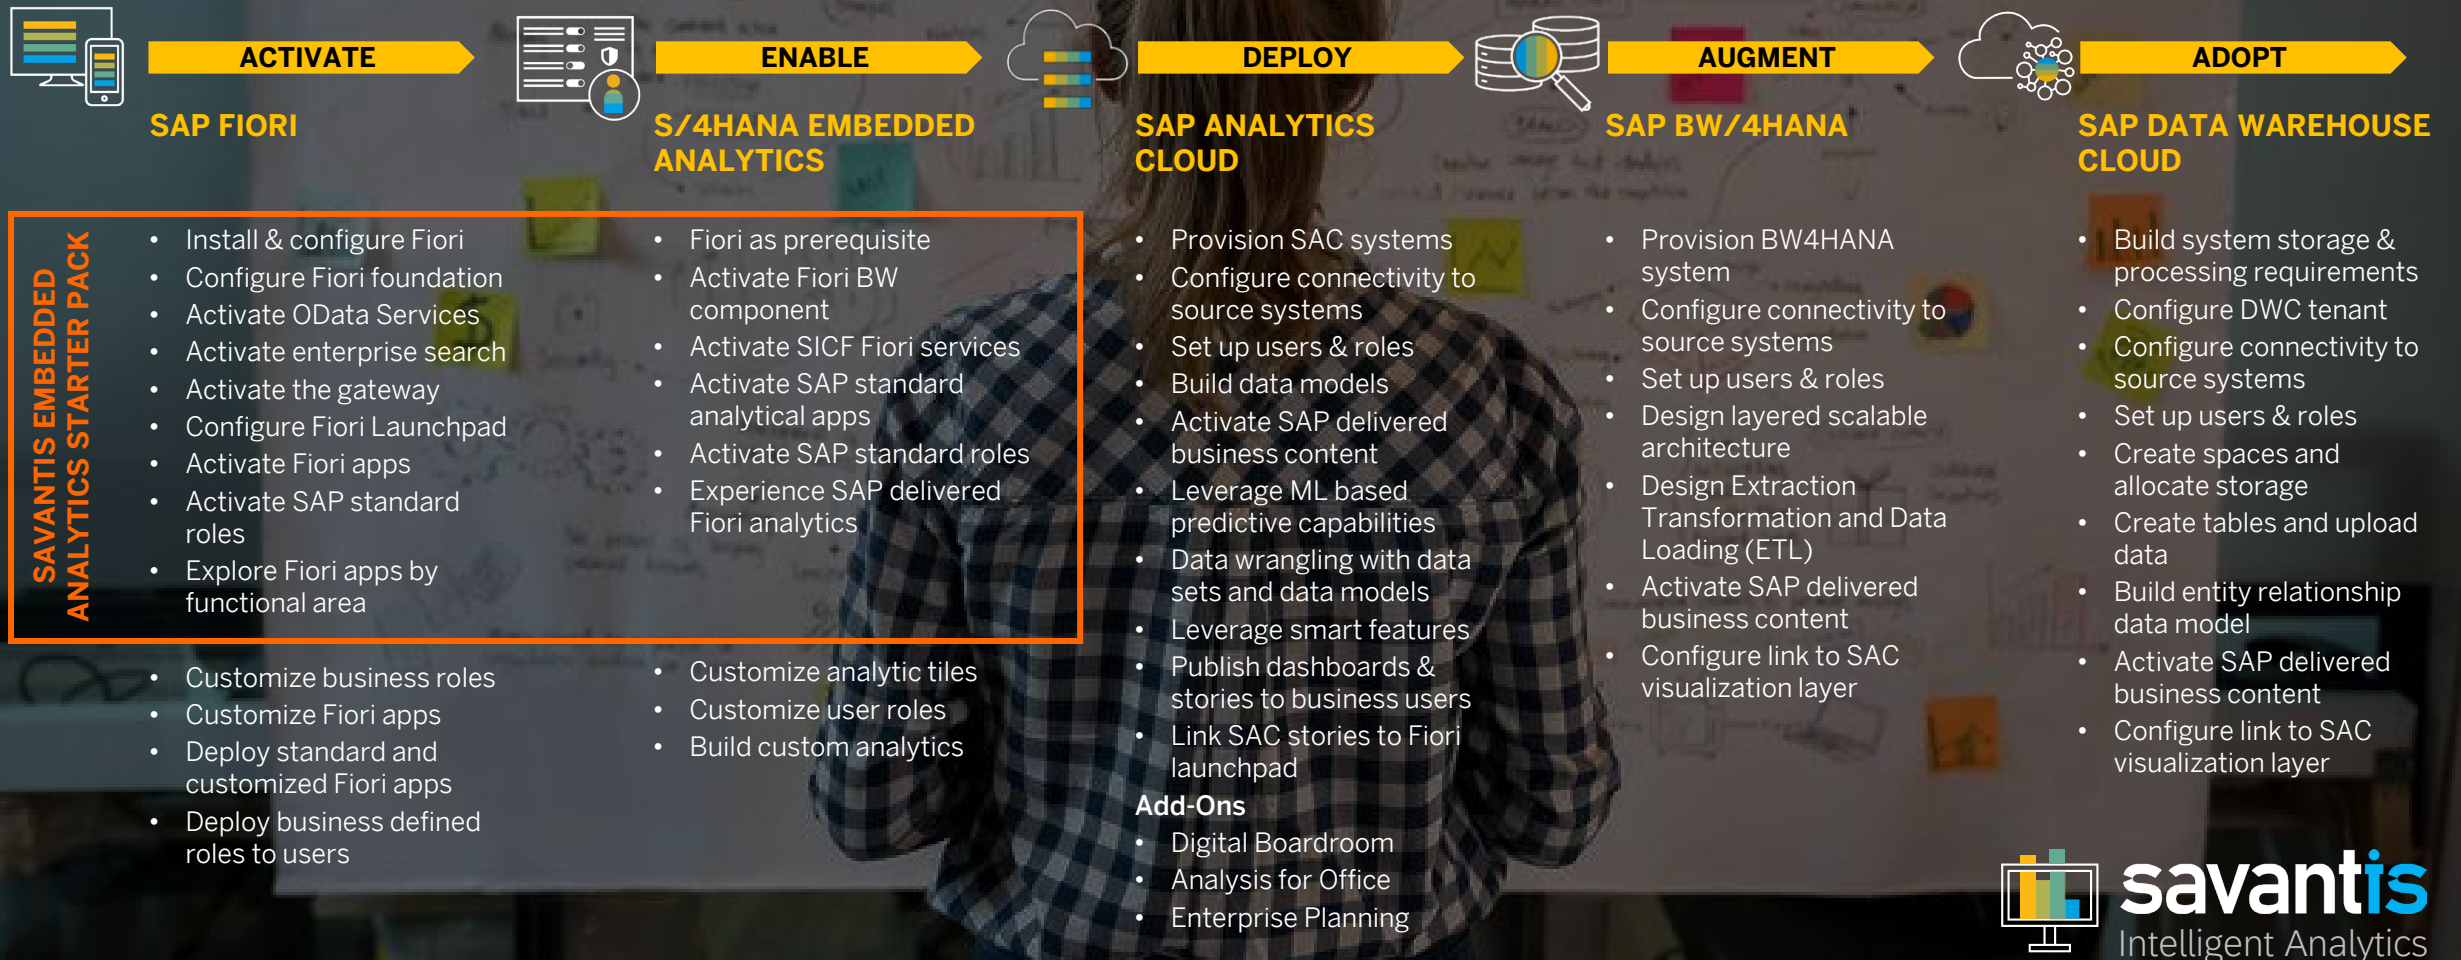 ACTIVATE
SAP FIORI
SAVANTIS EMBEDDED
ANALYTICS STARTER PACK
• Install & configure Fiori
• Configure Fiori foundation
• Activate OData Services
• Activate enterprise search
• Activate the gateway
• Configure Fiori Launchpad
• Activate Fiori apps
• Activate SAP standard
roles
• Explore Fiori apps by
functional area
• Customize business roles
• Customize Fiori apps
• Deploy standard and
customized Fiori apps
• Deploy business defined
roles to users
ENABLE
S/4HANA EMBEDDED
ANALYTICS
• Fiori as prerequisite
• Activate Fiori BW
component
• Activate SICF Fiori services
• Activate SAP standard
analytical apps
• Activate SAP standard roles
• Experience SAP delivered
Fiori analytics
• Customize analytic tiles
• Customize user roles
• Build custom analytics
DEPLOY
SAP ANALYTICS
CLOUD
• Provision SAC systems
• Configure connectivity to
source systems
• Set up users & roles
• Build data models
• Activate SAP delivered
business content
• Leverage ML based
predictive capabilities
• Data wrangling with data
sets and data models
• Leverage smart features
• Publish dashboards &
stories to business users
• Link SAC stories to Fiori
launchpad
Add-Ons
• Digital Boardroom
• Analysis for Office
• Enterprise Planning
AUGMENT
SAP BW/4HANA
• Provision BW4HANA
system
• Configure connectivity to
source systems
• Set up users & roles
• Design layered scalable
architecture
• Design Extraction
Transformation and Data
Loading (ETL)
• Activate SAP delivered
business content
• Configure link to SAC
visualization layer
ADOPT
SAP DATA WAREHOUSE
CLOUD
• Build system storage &
processing requirements
• Configure DWC tenant
• Configure connectivity to
source systems
• Set up users & roles
• Create spaces and
allocate storage
• Create tables and upload
data
• Build entity relationship
data model
• Activate SAP delivered
business content
• Configure link to SAC
visualization layer
savantis
Intelligent Analytics